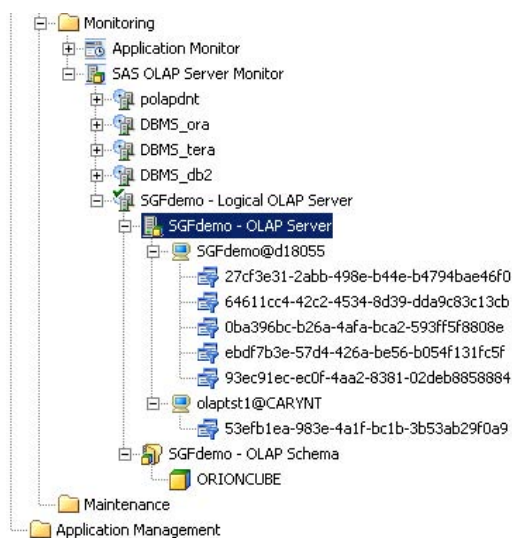 Monitoring
Application Monitor
SAS OLAP Server Monitor
polapdnt
DBMS_ora
DBMS_tera
DBMS_db2
SGFdemo - Logical OLAP Server
SGFdemo - OLAP Server
SGFdemo@d18055
27cf3e31-2abb-498e-b44e-b4794bae46f0
64611cc4-42c2-4534-8d39-dda9c83c13cb
0ba396bc-b26a-4afa-bca2-593ff5f8808e
ebdf7b3e-57d4-426a-be56-b054f131fc5f
93ec91ec-ec0f-4aa2-8381-02deb8858884
olaptst1@CARYNT
53efb1ea-983e-4a1f-bc1b-3b53ab29f0a9
SGFdemo - OLAP Schema
ORIONCUBE
Maintenance
Application Management